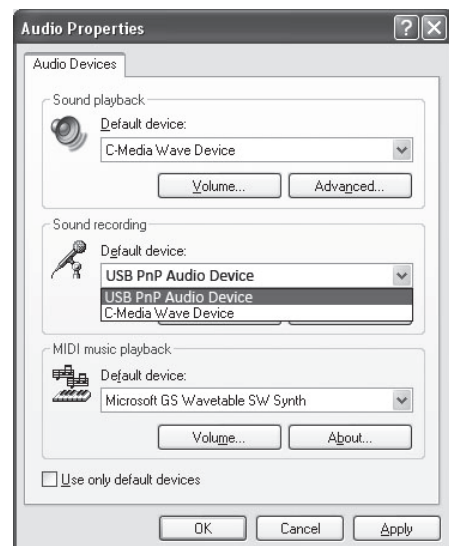 Audio Properties
Audio Devices
Sound playback
Default device:
C-Media Wave Device
Volume... Advanced...
Sound recording
Default device:
USB PnP Audio Device
USB PnP Audio Device
C-Media Wave Device
MIDI music playback
Default device:
Microsoft GS Wavetable SW Synth
Volume... About...
Use only default devices
OK Cancel Apply